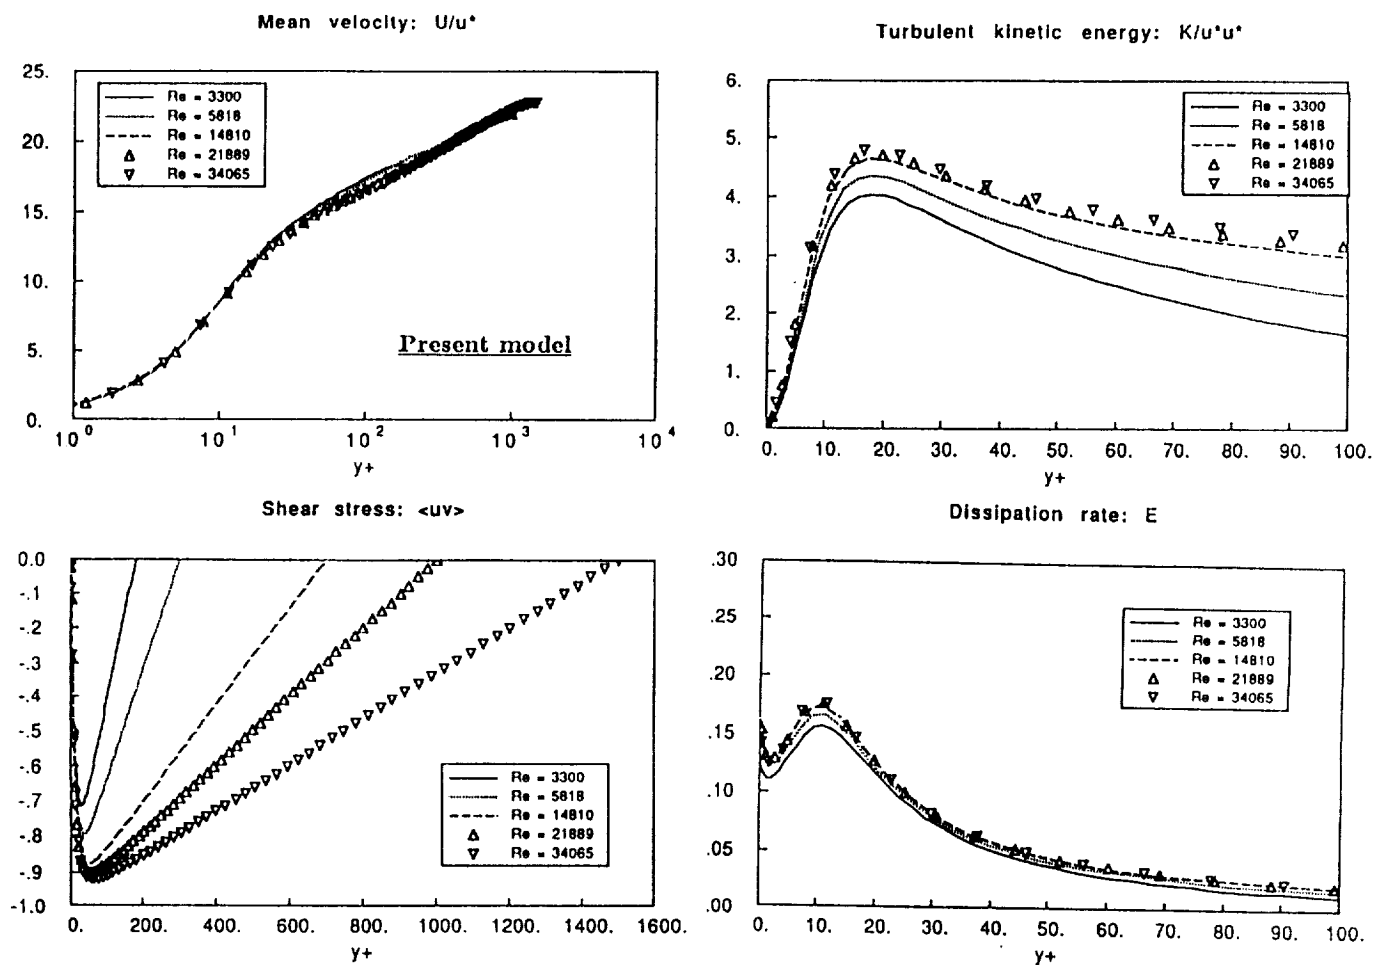 Mean velocity: U/u*
25.
20.
15.
10.
5.
0.
Re = 3300
Re = 5818
Re = 14810
Re = 21889
Re = 34065
Present model
10^0 10^1 10^2 10^3 10^4
y+
Turbulent kinetic energy: K/u*u*
6.
5.
4.
3.
2.
1.
0.
Re = 3300
Re = 5818
Re = 14810
Re = 21889
Re = 34065
0. 10. 20. 30. 40. 50. 60. 70. 80. 90. 100.
y+
Shear stress: <uv>
0.0
-.1
-.2
-.3
-.4
-.5
-.6
-.7
-.8
-.9
-1.0
Re = 3300
Re = 5818
Re = 14810
Re = 21889
Re = 34065
0. 200. 400. 600. 800. 1000. 1200. 1400. 1600.
y+
Dissipation rate: E
.30
.25
.20
.15
.10
.05
.00
Re = 3300
Re = 5818
Re = 14810
Re = 21889
Re = 34065
0. 10. 20. 30. 40. 50. 60. 70. 80. 90. 100.
y+